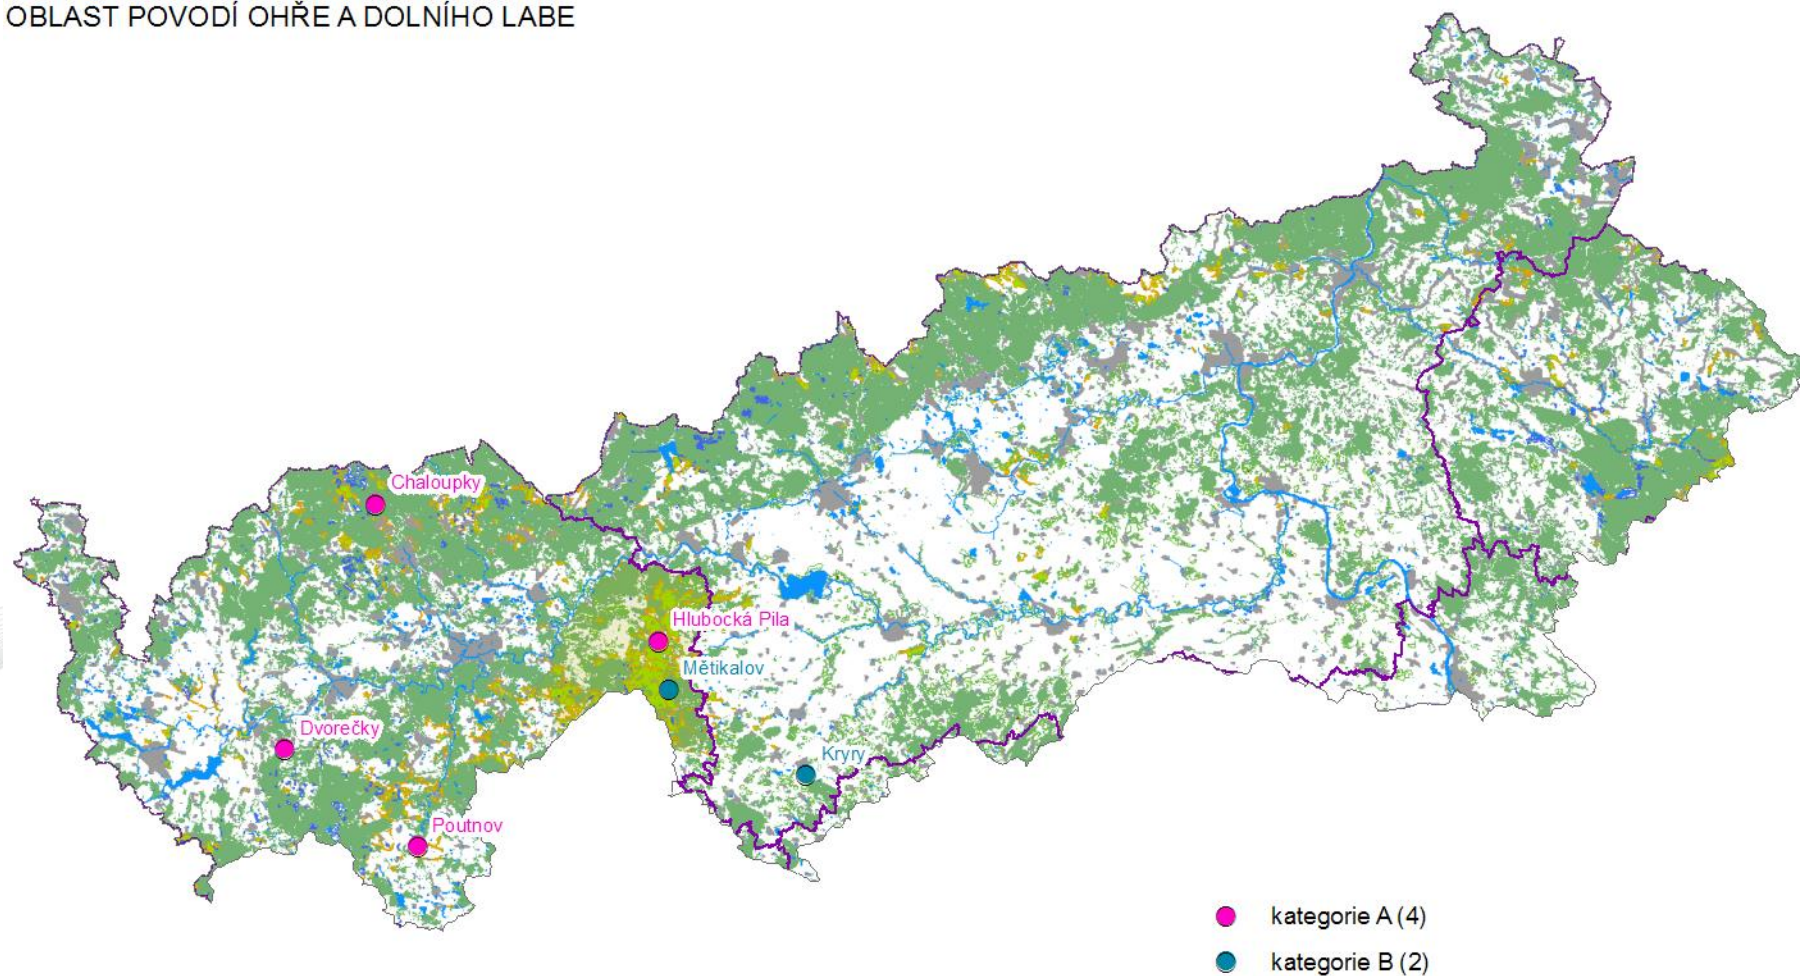 OBLAST POVODÍ OHŘE A DOLNÍHO LABE
Chaloupky
Hlubocká Pila
Mětikalov
Dvorečky
Kryry
Poutnov
kategorie A (4)
kategorie B (2)